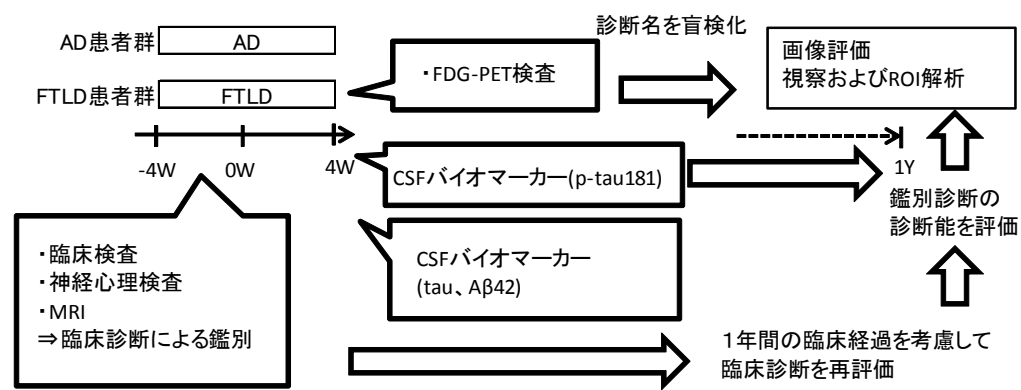 診断名を盲検化
AD患者群
AD
FTLD患者群
FTLD
・FDG-PET検査
画像評価
視察およびROI解析
-4W
0W
4W
1Y
CSFバイオマーカー(p-tau181)
鑑別診断の
診断能を評価
・臨床検査
・神経心理検査
・MRI
⇒臨床診断による鑑別
CSFバイオマーカー
(tau、Aβ42)
１年間の臨床経過を考慮して
臨床診断を再評価